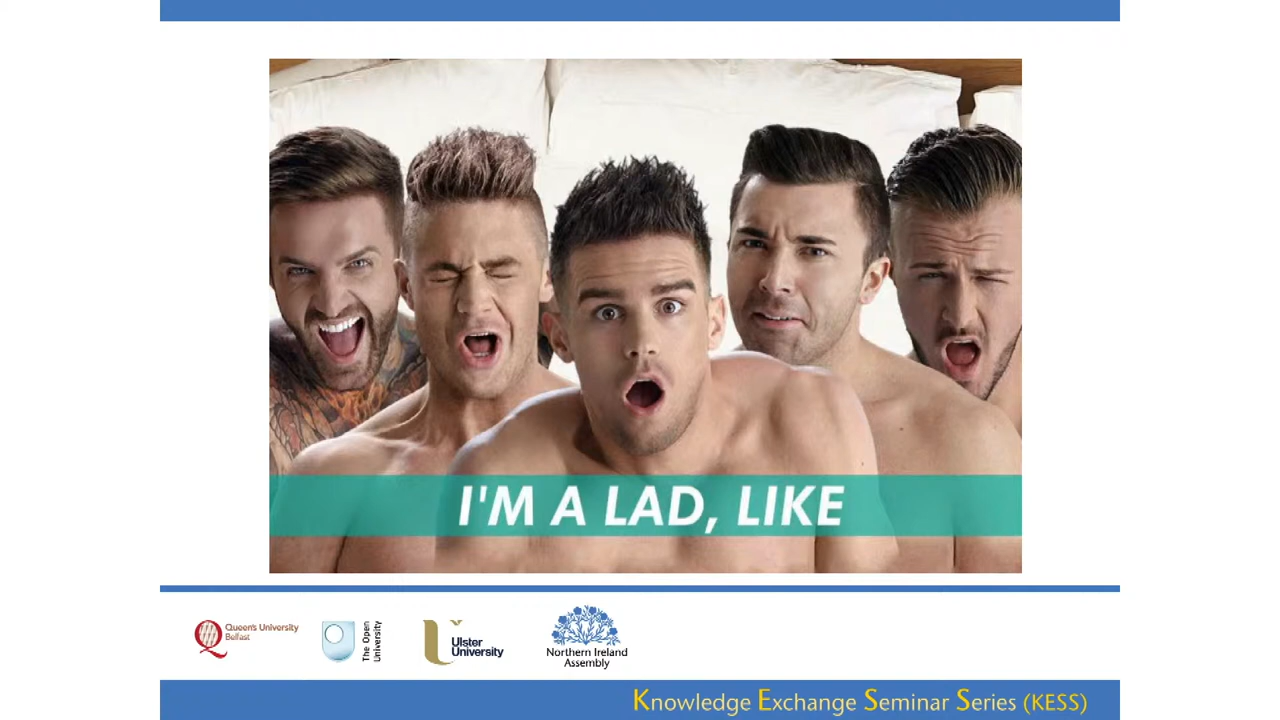 I'M A LAD, LIKE
Queen's University
Belfast
The Open
University
Ulster
University
Northern Ireland
Assembly
Knowledge Exchange Seminar Series (KESS)